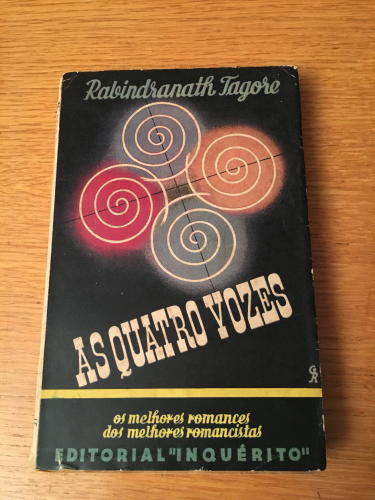 Rabindranath Tagore
AS QUATRO VOZES
os melhores romances
dos melhores romancistas
EDITORIAL "INQUÉRITO"